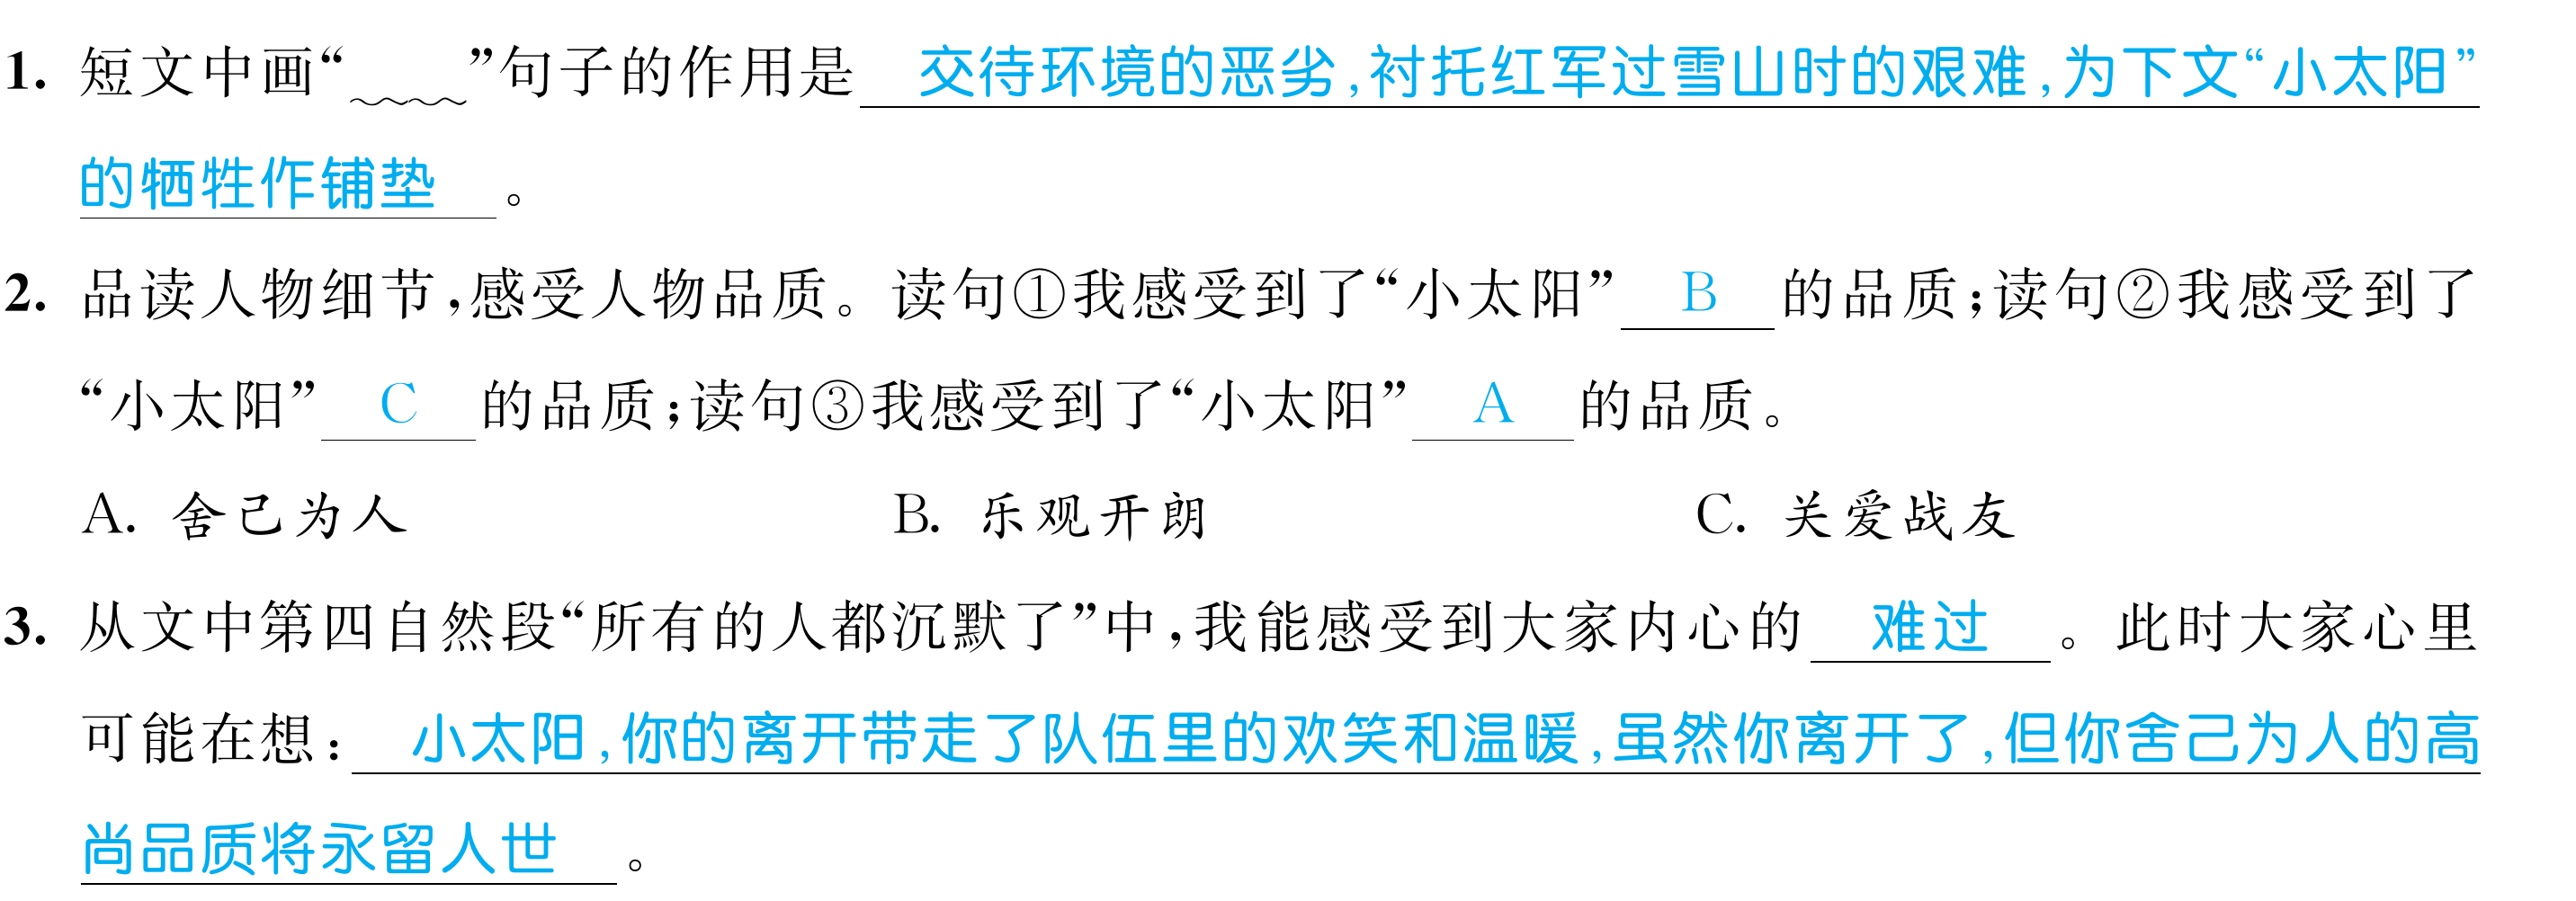 1. 短文中画“﹏﹏”句子的作用是 交待环境的恶劣,衬托红军过雪山时的艰难,为下文“小太阳”
的牺牲作铺垫 。
2. 品读人物细节,感受人物品质。读句①我感受到了“小太阳” B 的品质;读句②我感受到了
“小太阳” C 的品质;读句③我感受到了“小太阳” A 的品质。
A. 舍己为人 B. 乐观开朗 C. 关爱战友
3. 从文中第四自然段“所有的人都沉默了”中,我能感受到大家内心的 难过 。此时大家心里
可能在想: 小太阳,你的离开带走了队伍里的欢笑和温暖,虽然你离开了,但你舍己为人的高
尚品质将永留人世 。